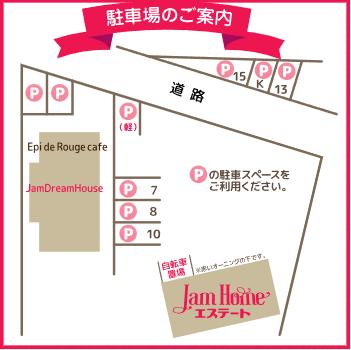 駐車場のご案内
P P
P
(軽)
道路
P 15
P K
P 13
Epi de Rouge cafe
JamDreamHouse
P 7
P 8
P 10
Pの駐車スペースを
ご利用ください。
自転車
置場
※赤いオーニングの下です。
Jam Home
エステート